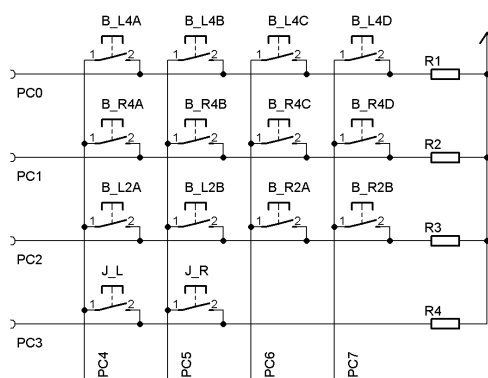 B_L4A B_L4B B_L4C B_L4D
1 2 1 2 1 2 1 2 R1
PC0
B_R4A B_R4B B_R4C B_R4D
1 2 1 2 1 2 1 2 R2
PC1
B_L2A B_L2B B_R2A B_R2B
1 2 1 2 1 2 1 2 R3
PC2
J_L J_R
1 2 1 2 R4
PC3
PC4 PC5 PC6 PC7